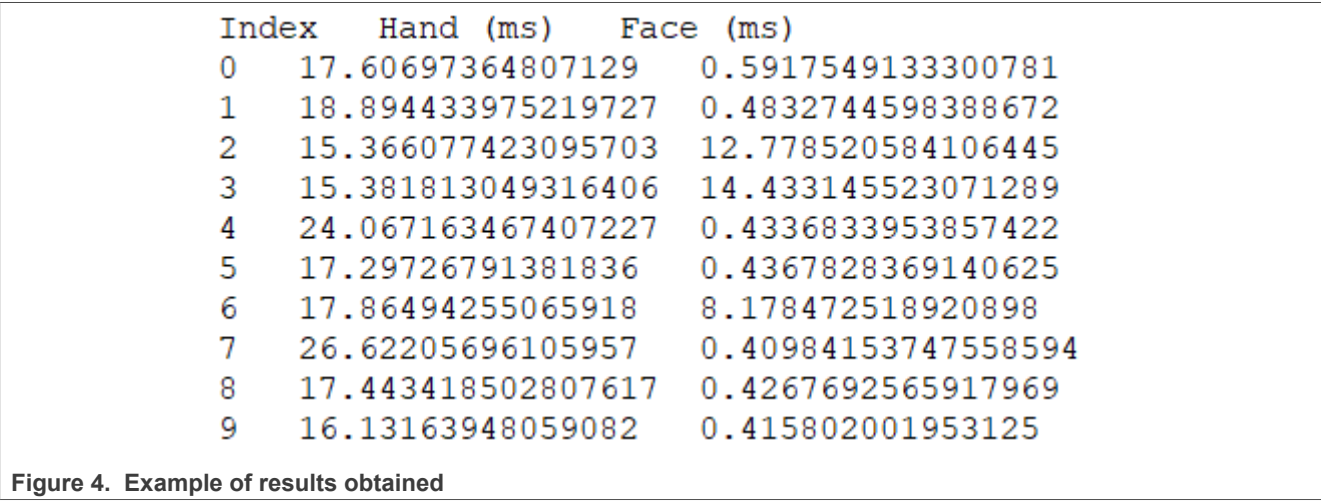 Index Hand (ms) Face (ms)
0 17.60697364807129 0.5917549133300781
1 18.894433975219727 0.4832744598388672
2 15.366077423095703 12.778520584106445
3 15.381813049316406 14.433145523071289
4 24.067163467407227 0.4336833953857422
5 17.29726791381836 0.4367828369140625
6 17.86494255065918 8.178472518920898
7 26.62205696105957 0.40984153747558594
8 17.443418502807617 0.4267692565917969
9 16.13163948059082 0.415802001953125
Figure 4. Example of results obtained